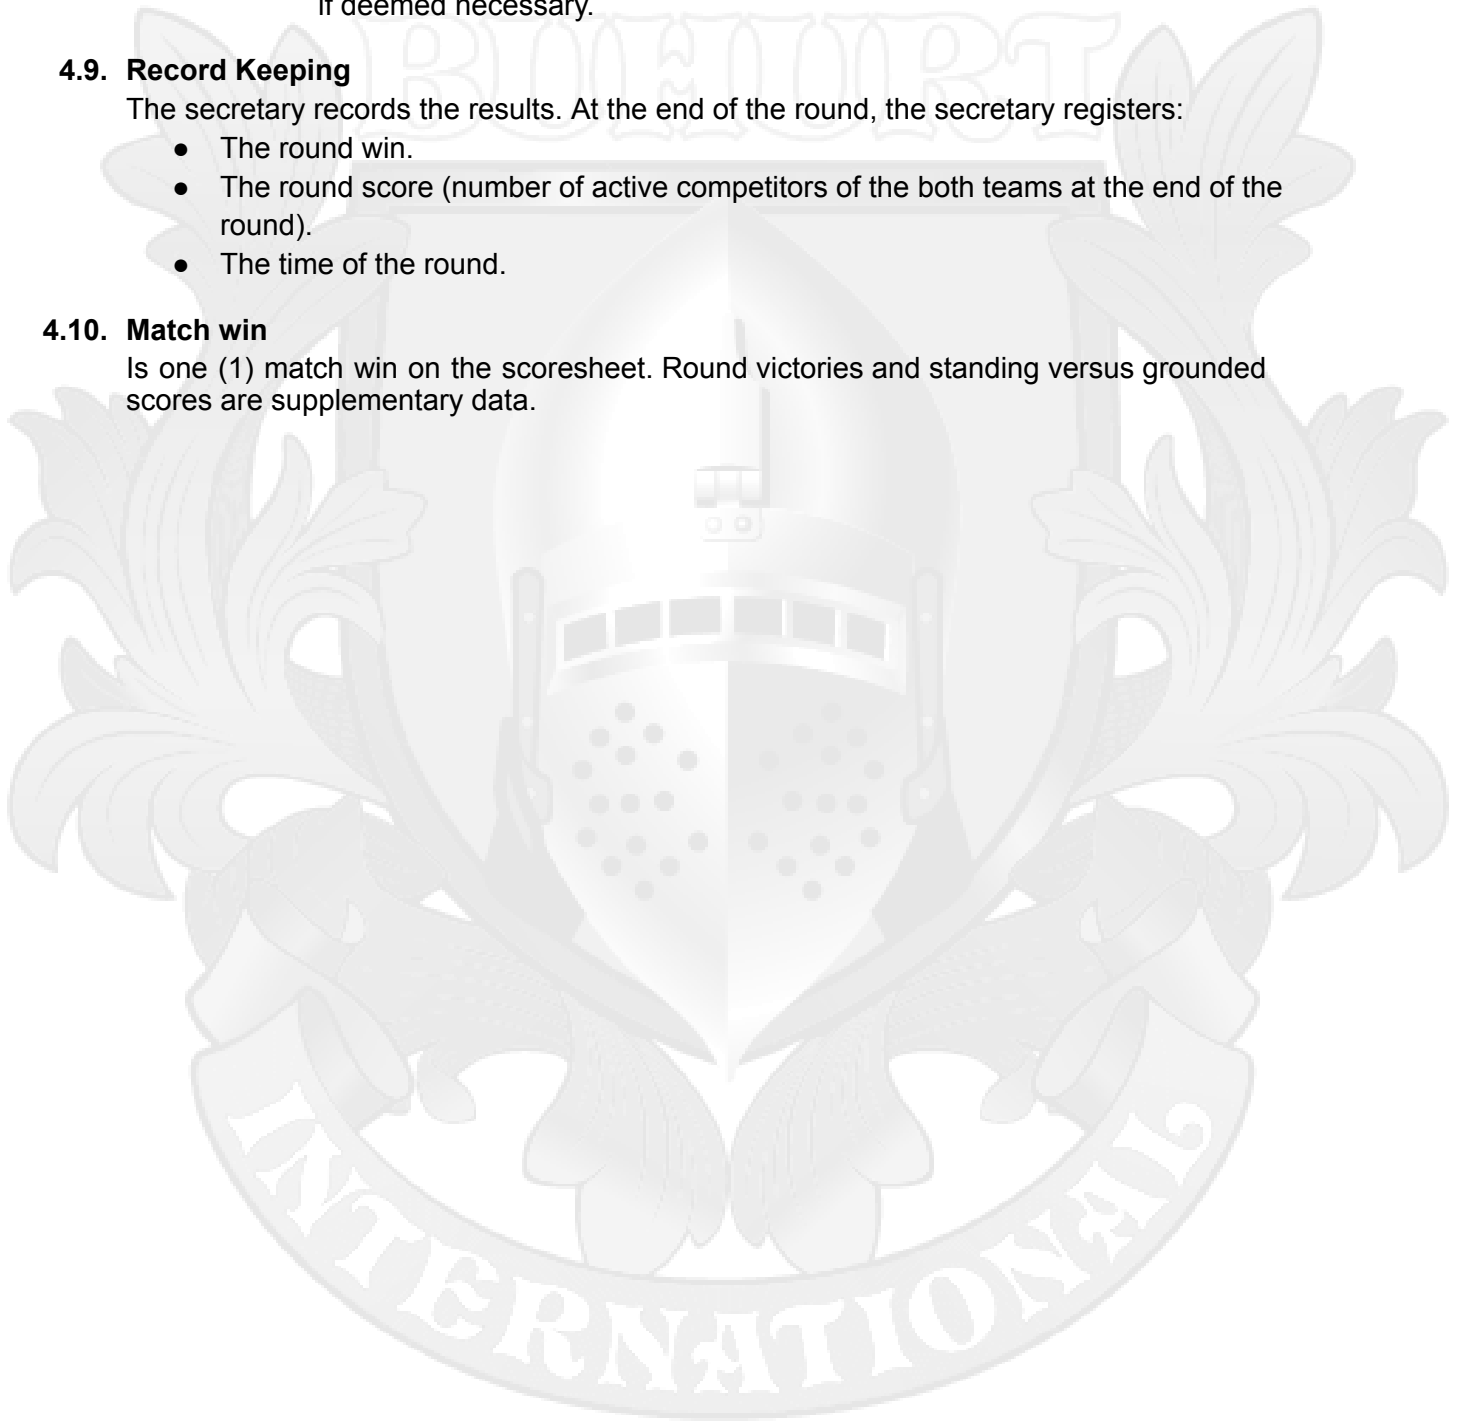 if deemed necessary.
BUHURT
4.9. Record Keeping
The secretary records the results. At the end of the round, the secretary registers:
● The round win.
● The round score (number of active competitors of the both teams at the end of the
round).
● The time of the round.
4.10. Match win
Is one (1) match win on the scoresheet. Round victories and standing versus grounded
scores are supplementary data.
INTERNATIONAL